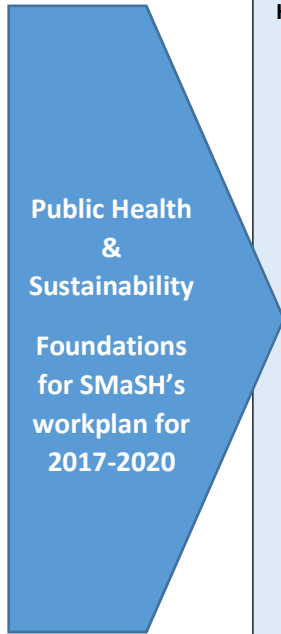 Public Health
&
Sustainability
Foundations
for SMaSH's
workplan for
2017-2020